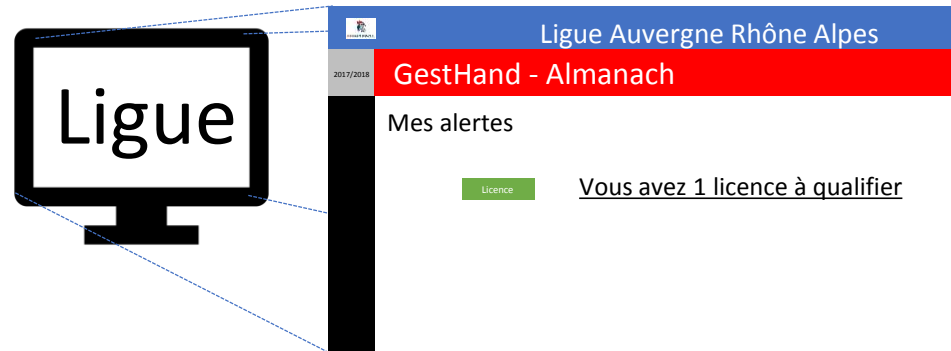 Ligue
Ligue Auvergne Rhône Alpes
2017/2018
GestHand - Almanach
Mes alertes
Licence
Vous avez 1 licence à qualifier